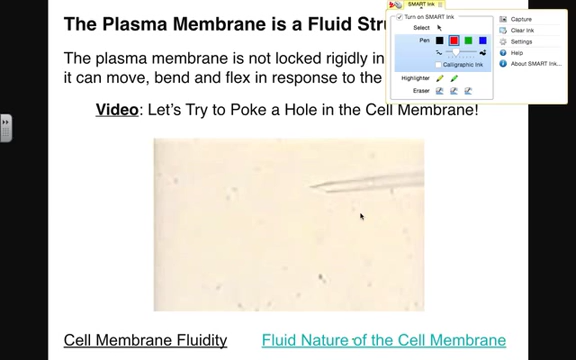 The Plasma Membrane is a Fluid Stru
The plasma membrane is not locked rigidly in
it can move, bend and flex in response to the
Video: Let's Try to Poke a Hole in the Cell Membrane!
Cell Membrane Fluidity
Fluid Nature of the Cell Membrane
SMART Ink
Turn on SMART Ink
Select
Pen
Calligraphic Ink
Highlighter
Eraser
Capture
Clear Ink
Settings
Help
About SMART Ink...